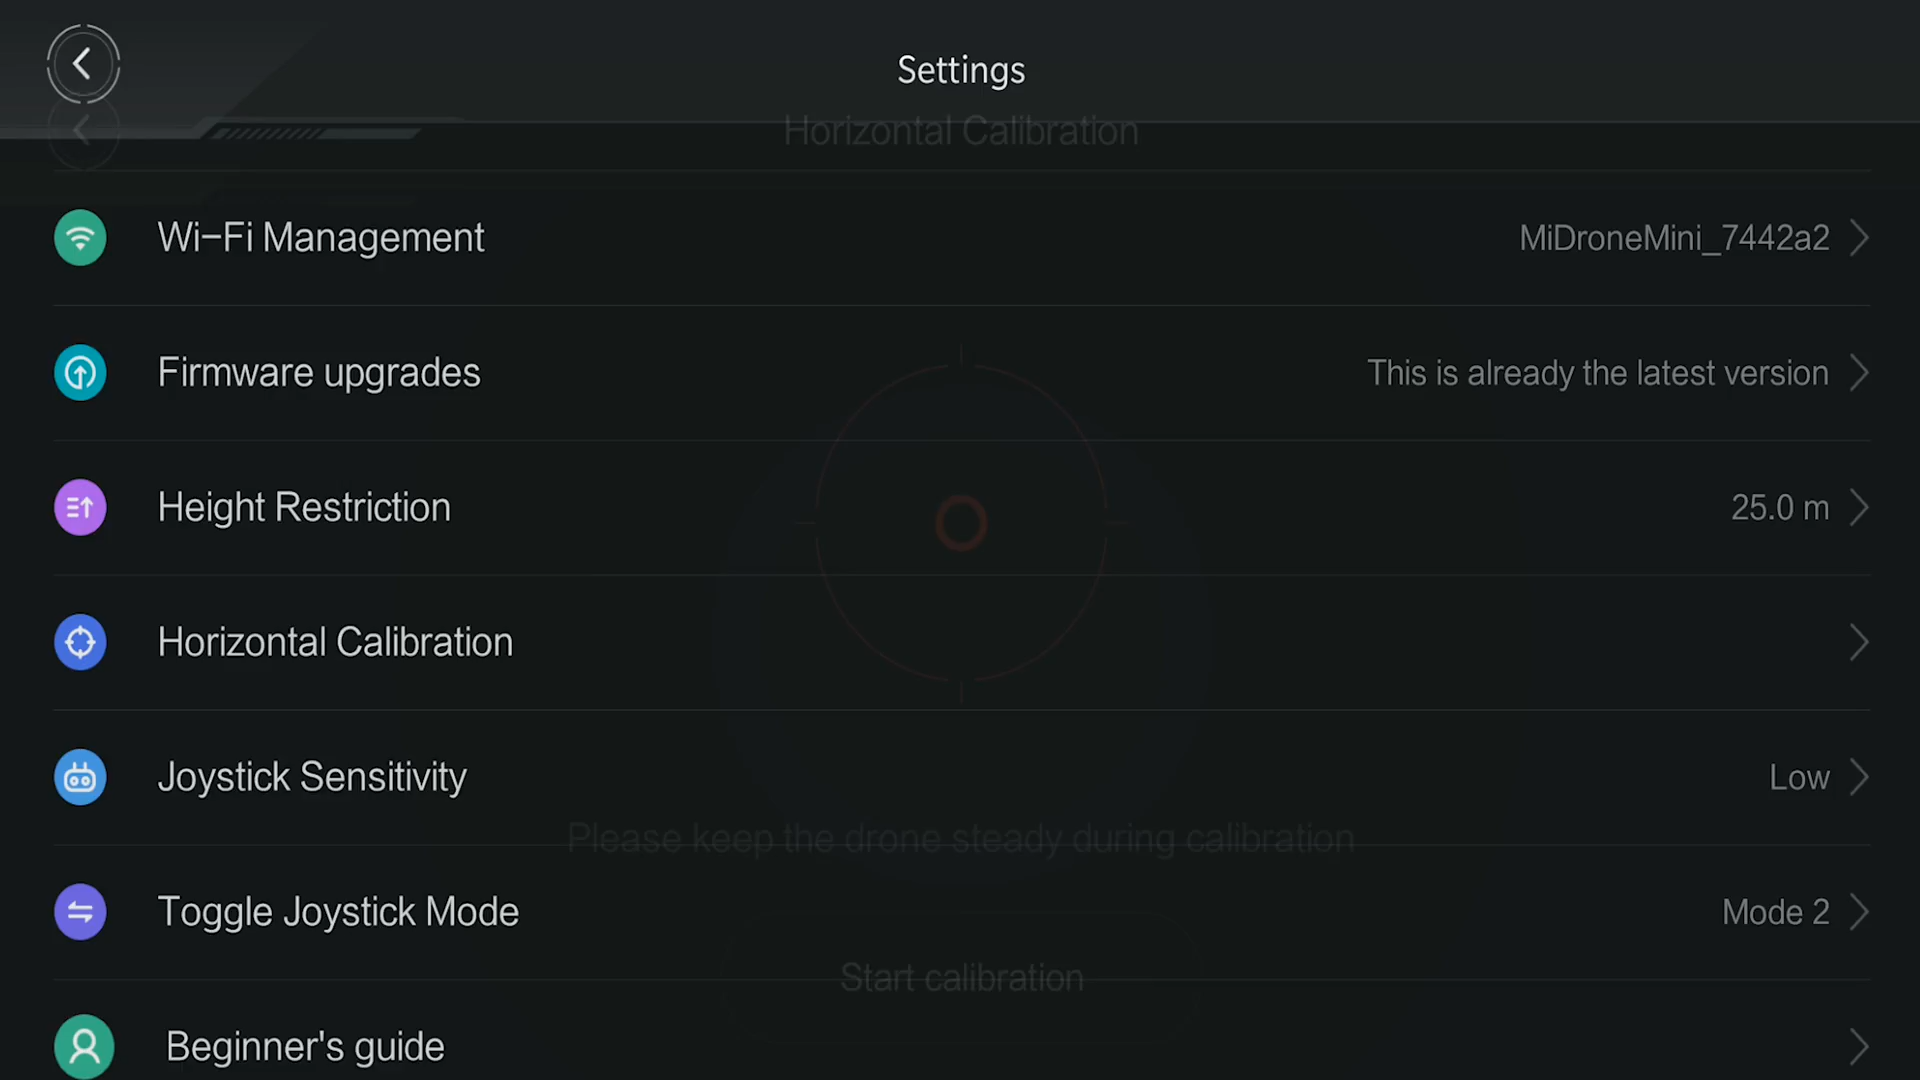 Settings
Horizontal Calibration
Wi-Fi Management MiDroneMini_7442a2
Firmware upgrades This is already the latest version
Height Restriction 25.0 m
Horizontal Calibration
Joystick Sensitivity Low
Please keep the drone steady during calibration
Toggle Joystick Mode Mode 2
Start calibration
Beginner's guide